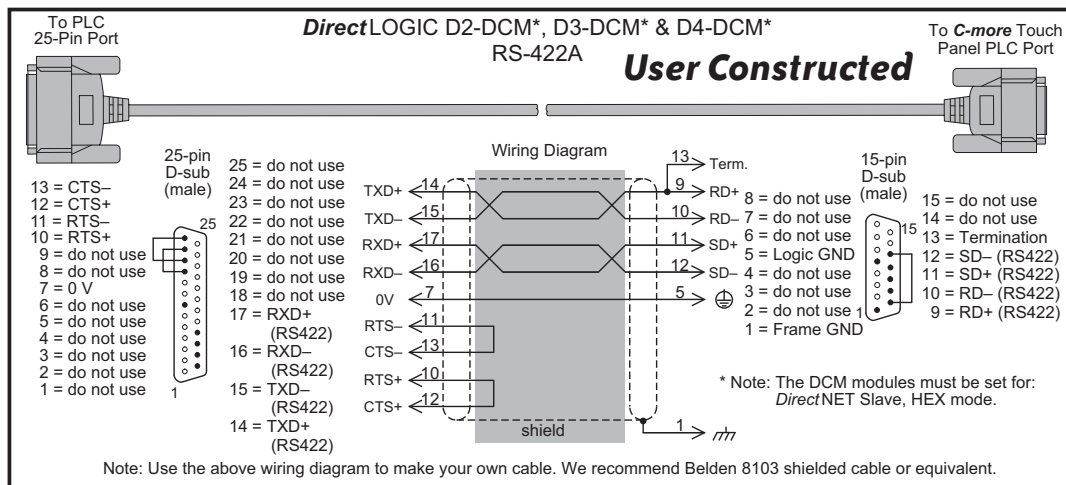 To PLC
25-Pin Port
DirectLOGIC D2-DCM*, D3-DCM* & D4-DCM*
RS-422A
User Constructed
To C-more Touch
Panel PLC Port
25-pin
D-sub
(male)
13 = CTS–
12 = CTS+
11 = RTS–
10 = RTS+
9 = do not use
8 = do not use
7 = 0 V
6 = do not use
5 = do not use
4 = do not use
3 = do not use
2 = do not use
1 = do not use
25
1
25 = do not use
24 = do not use
23 = do not use
22 = do not use
21 = do not use
20 = do not use
19 = do not use
18 = do not use
17 = RXD+
(RS422)
16 = RXD–
(RS422)
15 = TXD–
(RS422)
14 = TXD+
(RS422)
Wiring Diagram
13 Term.
TXD+ 14 9 RD+
TXD– 15 10 RD–
RXD+ 17 11 SD+
RXD– 16 12 SD–
0V 7 5
RTS– 11
CTS– 13
RTS+ 10
CTS+ 12
shield
1
8 = do not use
7 = do not use
6 = do not use
5 = Logic GND
4 = do not use
3 = do not use
2 = do not use
1 = Frame GND
15-pin
D-sub
(male)
15
1
15 = do not use
14 = do not use
13 = Termination
12 = SD– (RS422)
11 = SD+ (RS422)
10 = RD– (RS422)
9 = RD+ (RS422)
* Note: The DCM modules must be set for:
DirectNET Slave, HEX mode.
Note: Use the above wiring diagram to make your own cable. We recommend Belden 8103 shielded cable or equivalent.